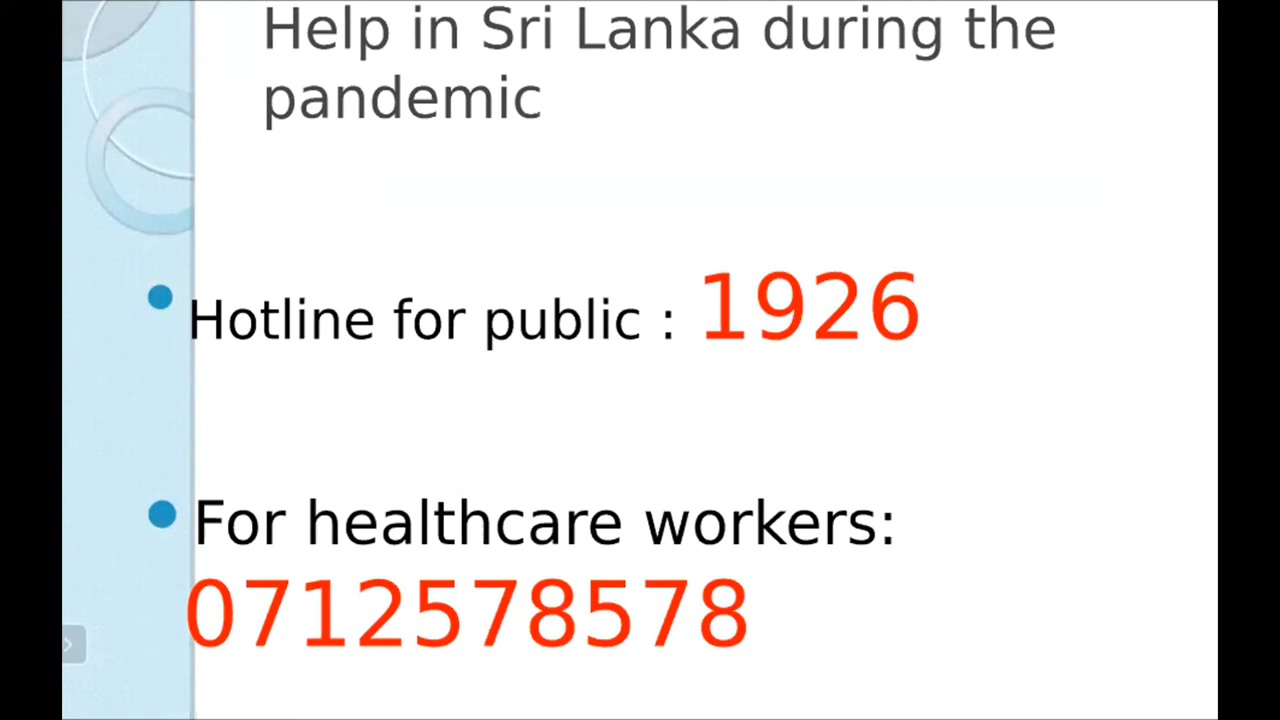 Help in Sri Lanka during the
pandemic
Hotline for public : 1926
For healthcare workers:
0712578578